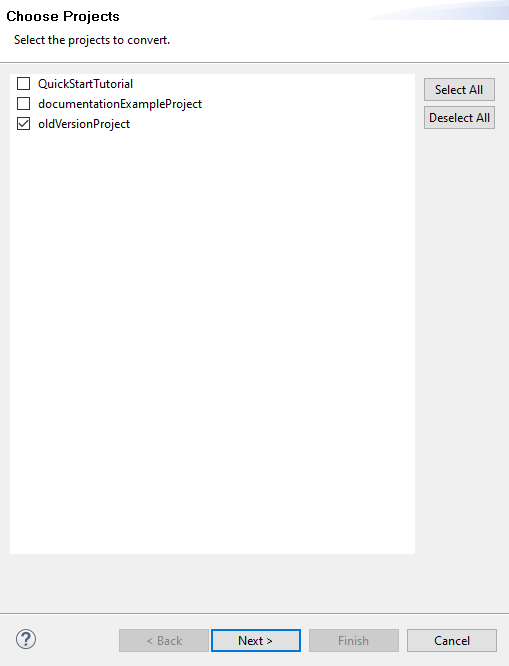 Choose Projects
Select the projects to convert.
QuickStartTutorial
documentationExampleProject
oldVersionProject
Select All
Deselect All
?
< Back
Next >
Finish
Cancel